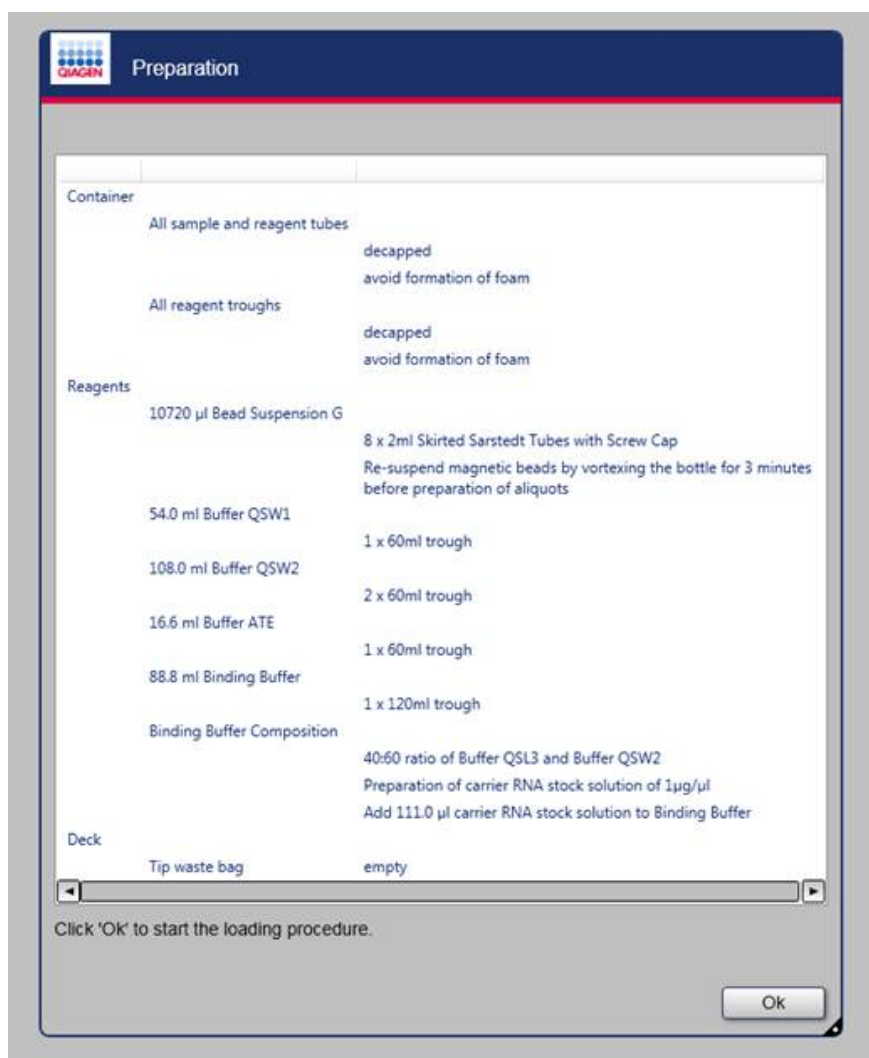 QIAGEN
Preparation
Container
All sample and reagent tubes
decapped
avoid formation of foam
All reagent troughs
decapped
avoid formation of foam
Reagents
10720 µl Bead Suspension G
8 x 2ml Skirted Sarstedt Tubes with Screw Cap
Re-suspend magnetic beads by vortexing the bottle for 3 minutes
before preparation of aliquots
54.0 ml Buffer QSW1
1 x 60ml trough
108.0 ml Buffer QSW2
2 x 60ml trough
16.6 ml Buffer ATE
1 x 60ml trough
88.8 ml Binding Buffer
1 x 120ml trough
Binding Buffer Composition
40:60 ratio of Buffer QSL3 and Buffer QSW2
Preparation of carrier RNA stock solution of 1µg/µl
Add 111.0 µl carrier RNA stock solution to Binding Buffer
Deck
Tip waste bag empty
Click 'Ok' to start the loading procedure.
Ok